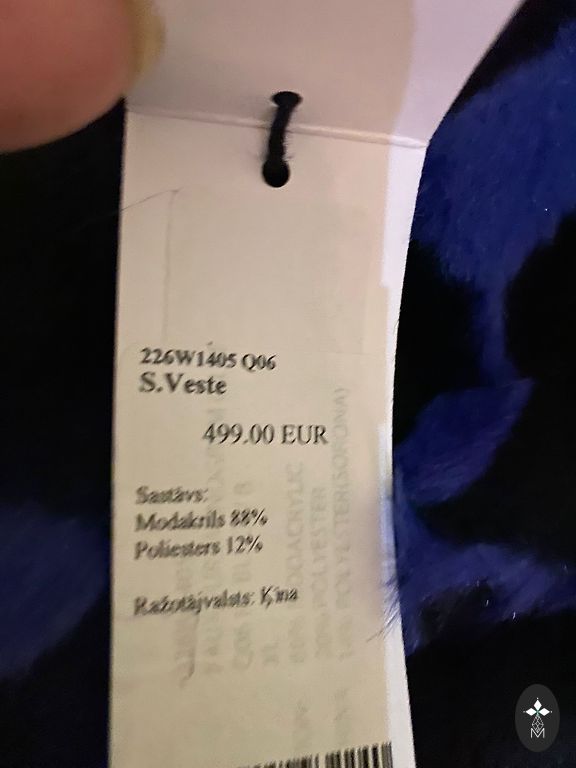 226W1405 Q06
S.Veste
499.00 EUR
Sastāvs:
Modakrils 88%
Poliesters 12%
Ražotājvalsts: Ķīna
M